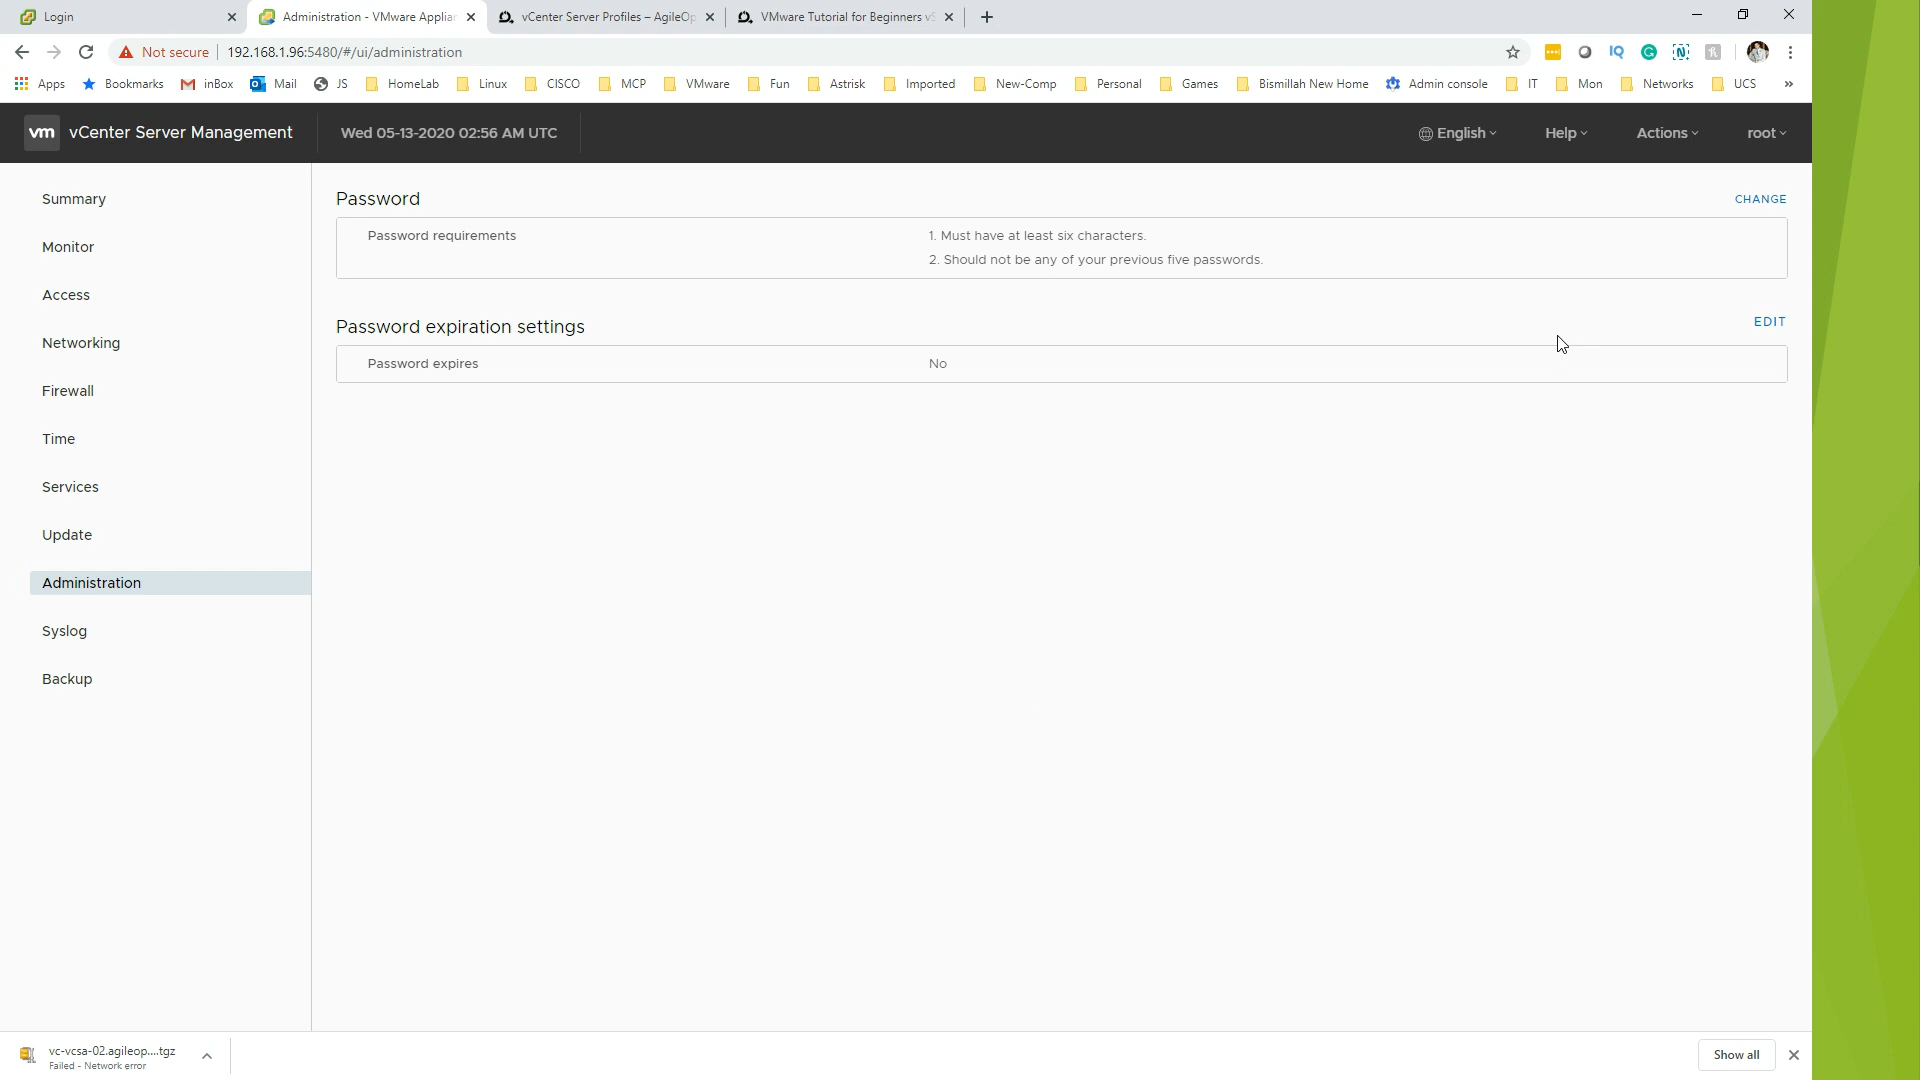 Login
Administration - VMware Applian
vCenter Server Profiles – AgileOp
VMware Tutorial for Beginners vS
Not secure
192.168.1.96:5480/#/ui/administration
IQ
Apps
Bookmarks
inBox
Mail
JS
HomeLab
Linux
CISCO
MCP
VMware
Fun
Astrisk
Imported
New-Comp
Personal
Games
Bismillah New Home
Admin console
IT
Mon
Networks
UCS
»
vm
vCenter Server Management
Wed 05-13-2020 02:56 AM UTC
English
Help
Actions
root
Summary
Monitor
Access
Networking
Firewall
Time
Services
Update
Administration
Syslog
Backup
Password
CHANGE
Password requirements
1. Must have at least six characters.
2. Should not be any of your previous five passwords.
Password expiration settings
EDIT
Password expires
No
vc-vcsa-02.agileop....tgz
Failed - Network error
Show all